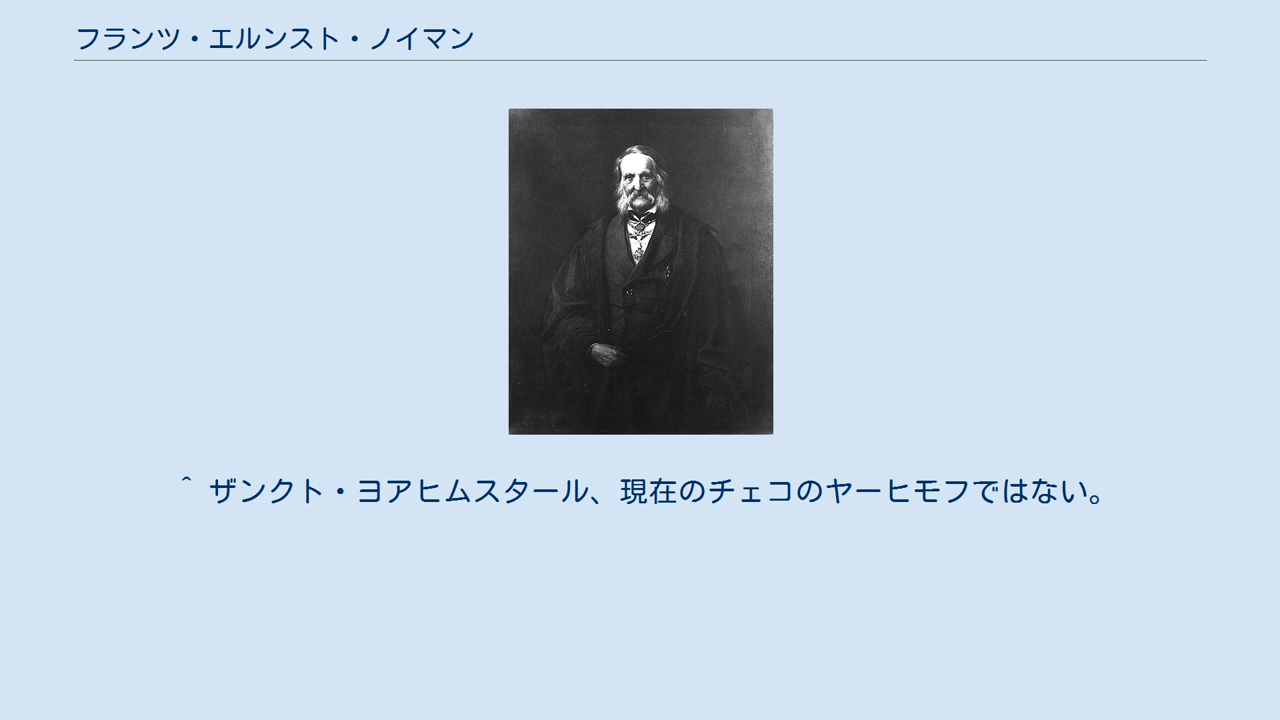 フランツ・エルンスト・ノイマン
^ ザンクト・ヨアヒムスタール、現在のチェコのヤーヒモフではない。